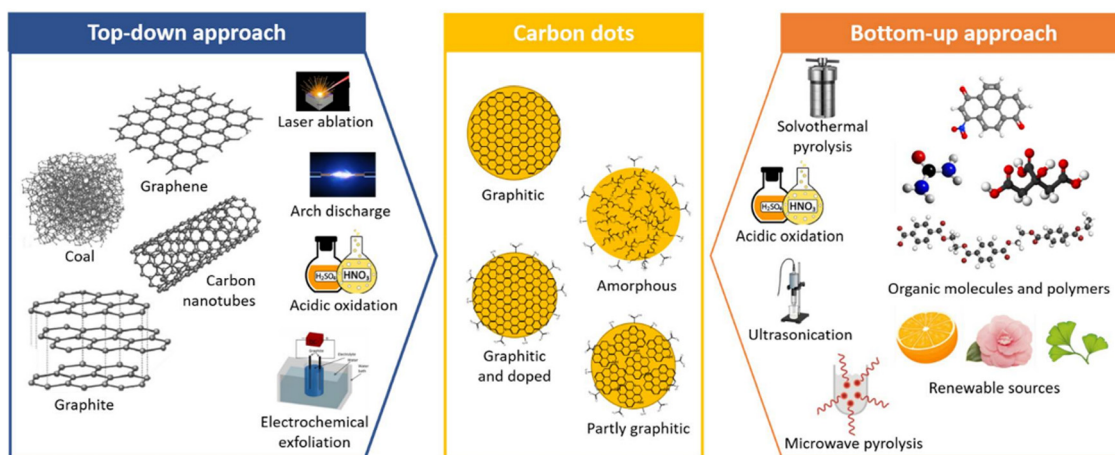 Top-down approach
Graphene
Coal
Carbon
nanotubes
Graphite
Laser ablation
Arch discharge
H₂SO₄
HNO₃
Acidic oxidation
Electrochemical
exfoliation
Carbon dots
Graphitic
Amorphous
Graphitic
and doped
Partly graphitic
Bottom-up approach
Solvothermal
pyrolysis
H₂SO₄
HNO₃
Acidic oxidation
Ultrasonication
Microwave pyrolysis
Organic molecules and polymers
Renewable sources